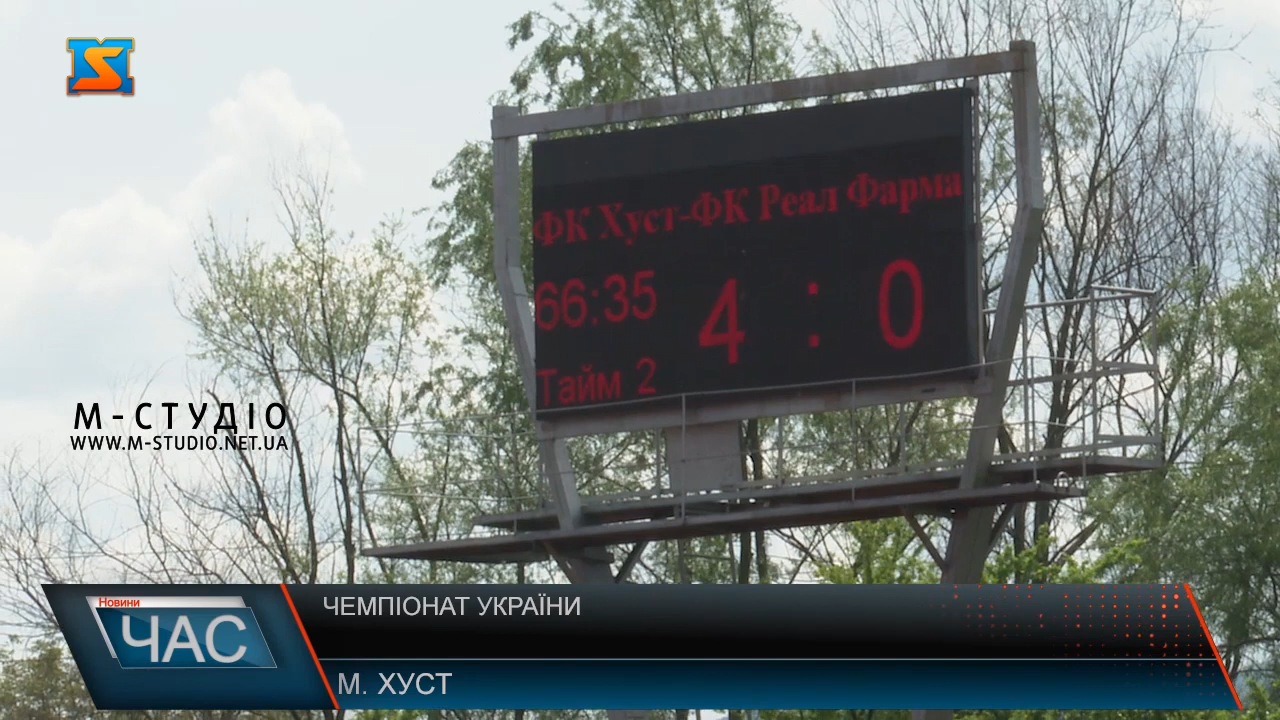 ФК Хуст-ФК Реал Фарма
66:35
4 : 0
Тайм 2
М-СТУДІО
WWW.M-STUDIO.NET.UA
Новини
ЧАС
ЧЕМПІОНАТ УКРАЇНИ
М. ХУСТ